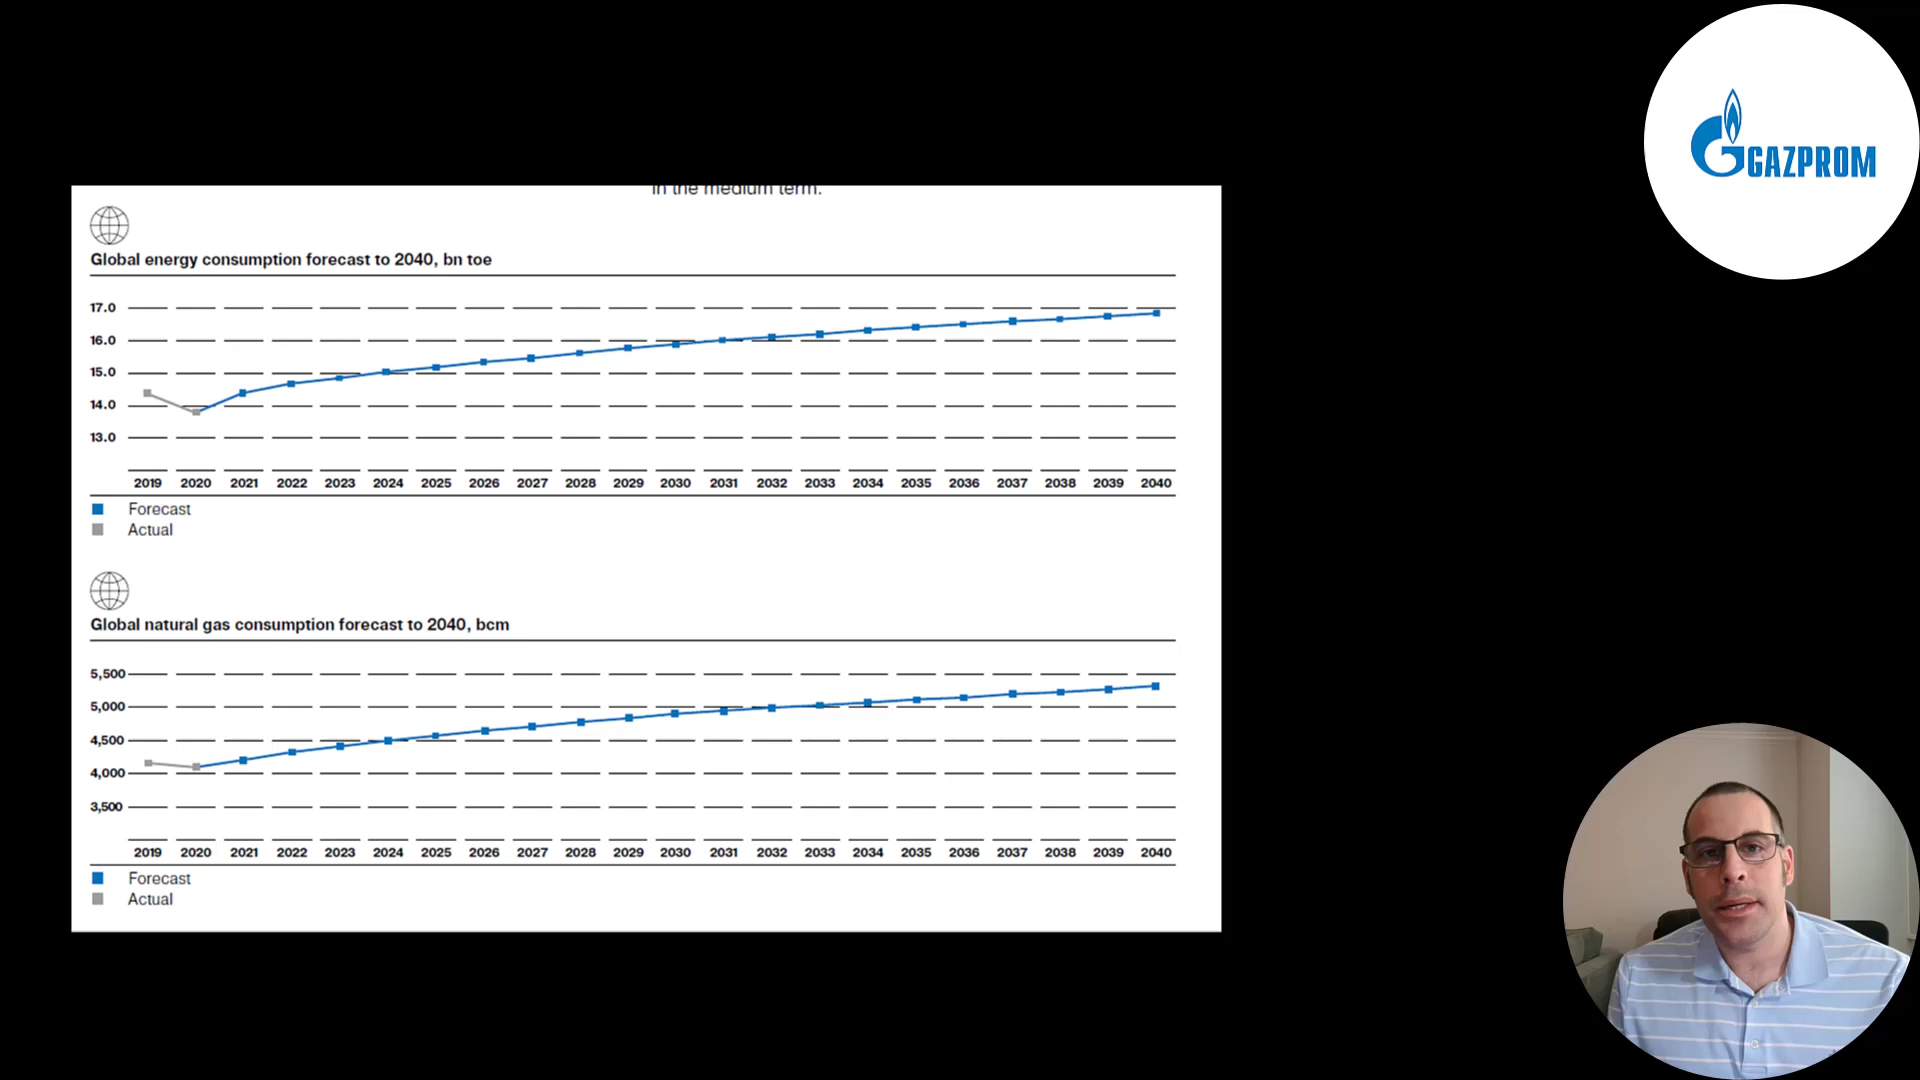 GAZPROM
in the medium term.
Global energy consumption forecast to 2040, bn toe
17.0
16.0
15.0
14.0
13.0
2019 2020 2021 2022 2023 2024 2025 2026 2027 2028 2029 2030 2031 2032 2033 2034 2035 2036 2037 2038 2039 2040
Forecast
Actual
Global natural gas consumption forecast to 2040, bcm
5,500
5,000
4,500
4,000
3,500
2019 2020 2021 2022 2023 2024 2025 2026 2027 2028 2029 2030 2031 2032 2033 2034 2035 2036 2037 2038 2039 2040
Forecast
Actual